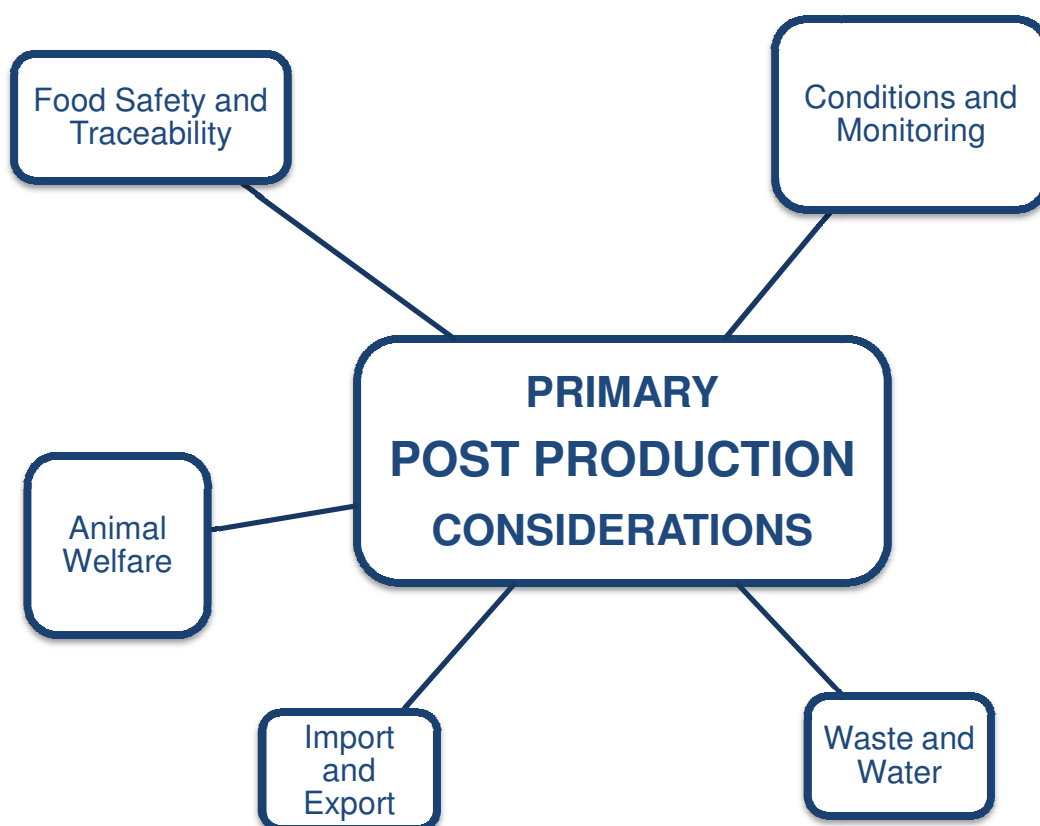 Food Safety and
Traceability
Conditions and
Monitoring
PRIMARY
POST PRODUCTION
CONSIDERATIONS
Animal
Welfare
Import
and
Export
Waste and
Water